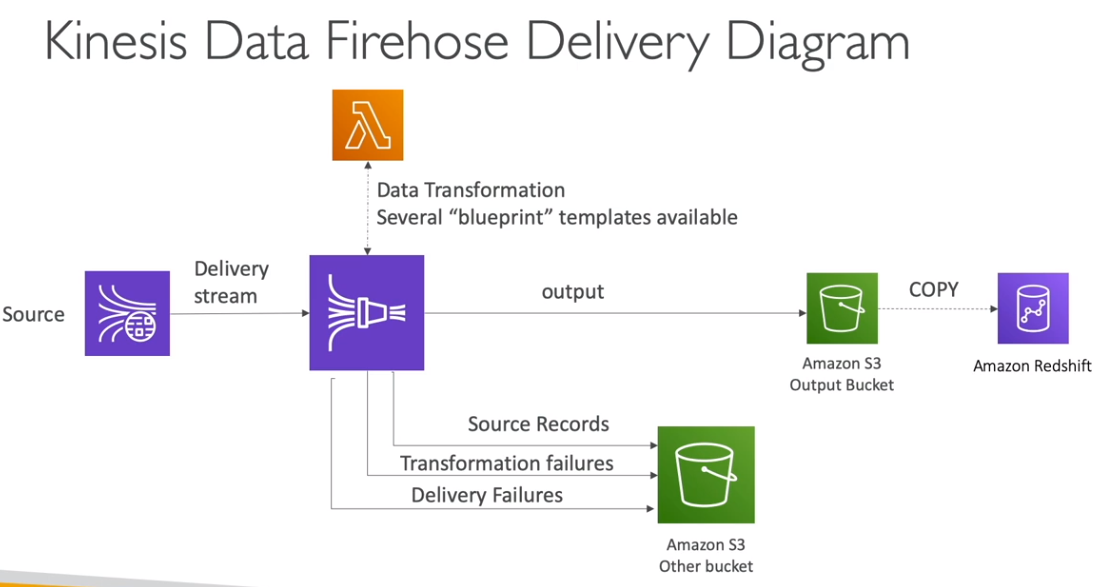 Kinesis Data Firehose Delivery Diagram
Data Transformation
Several “blueprint” templates available
Source
Delivery
stream
output
COPY
Amazon S3
Output Bucket
Amazon Redshift
Source Records
Transformation failures
Delivery Failures
Amazon S3
Other bucket